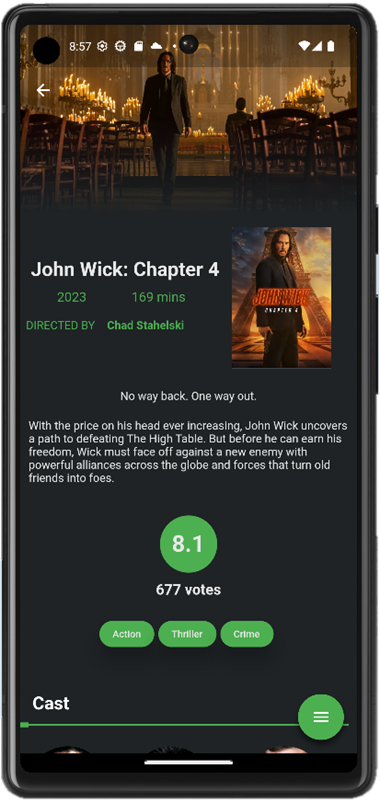 8:57
John Wick: Chapter 4
2023 169 mins
DIRECTED BY Chad Stahelski
JOHN WICK
CHAPTER 4
No way back. One way out.
With the price on his head ever increasing, John Wick uncovers
a path to defeating The High Table. But before he can earn his
freedom, Wick must face off against a new enemy with
powerful alliances across the globe and forces that turn old
friends into foes.
8.1
677 votes
Action Thriller Crime
Cast